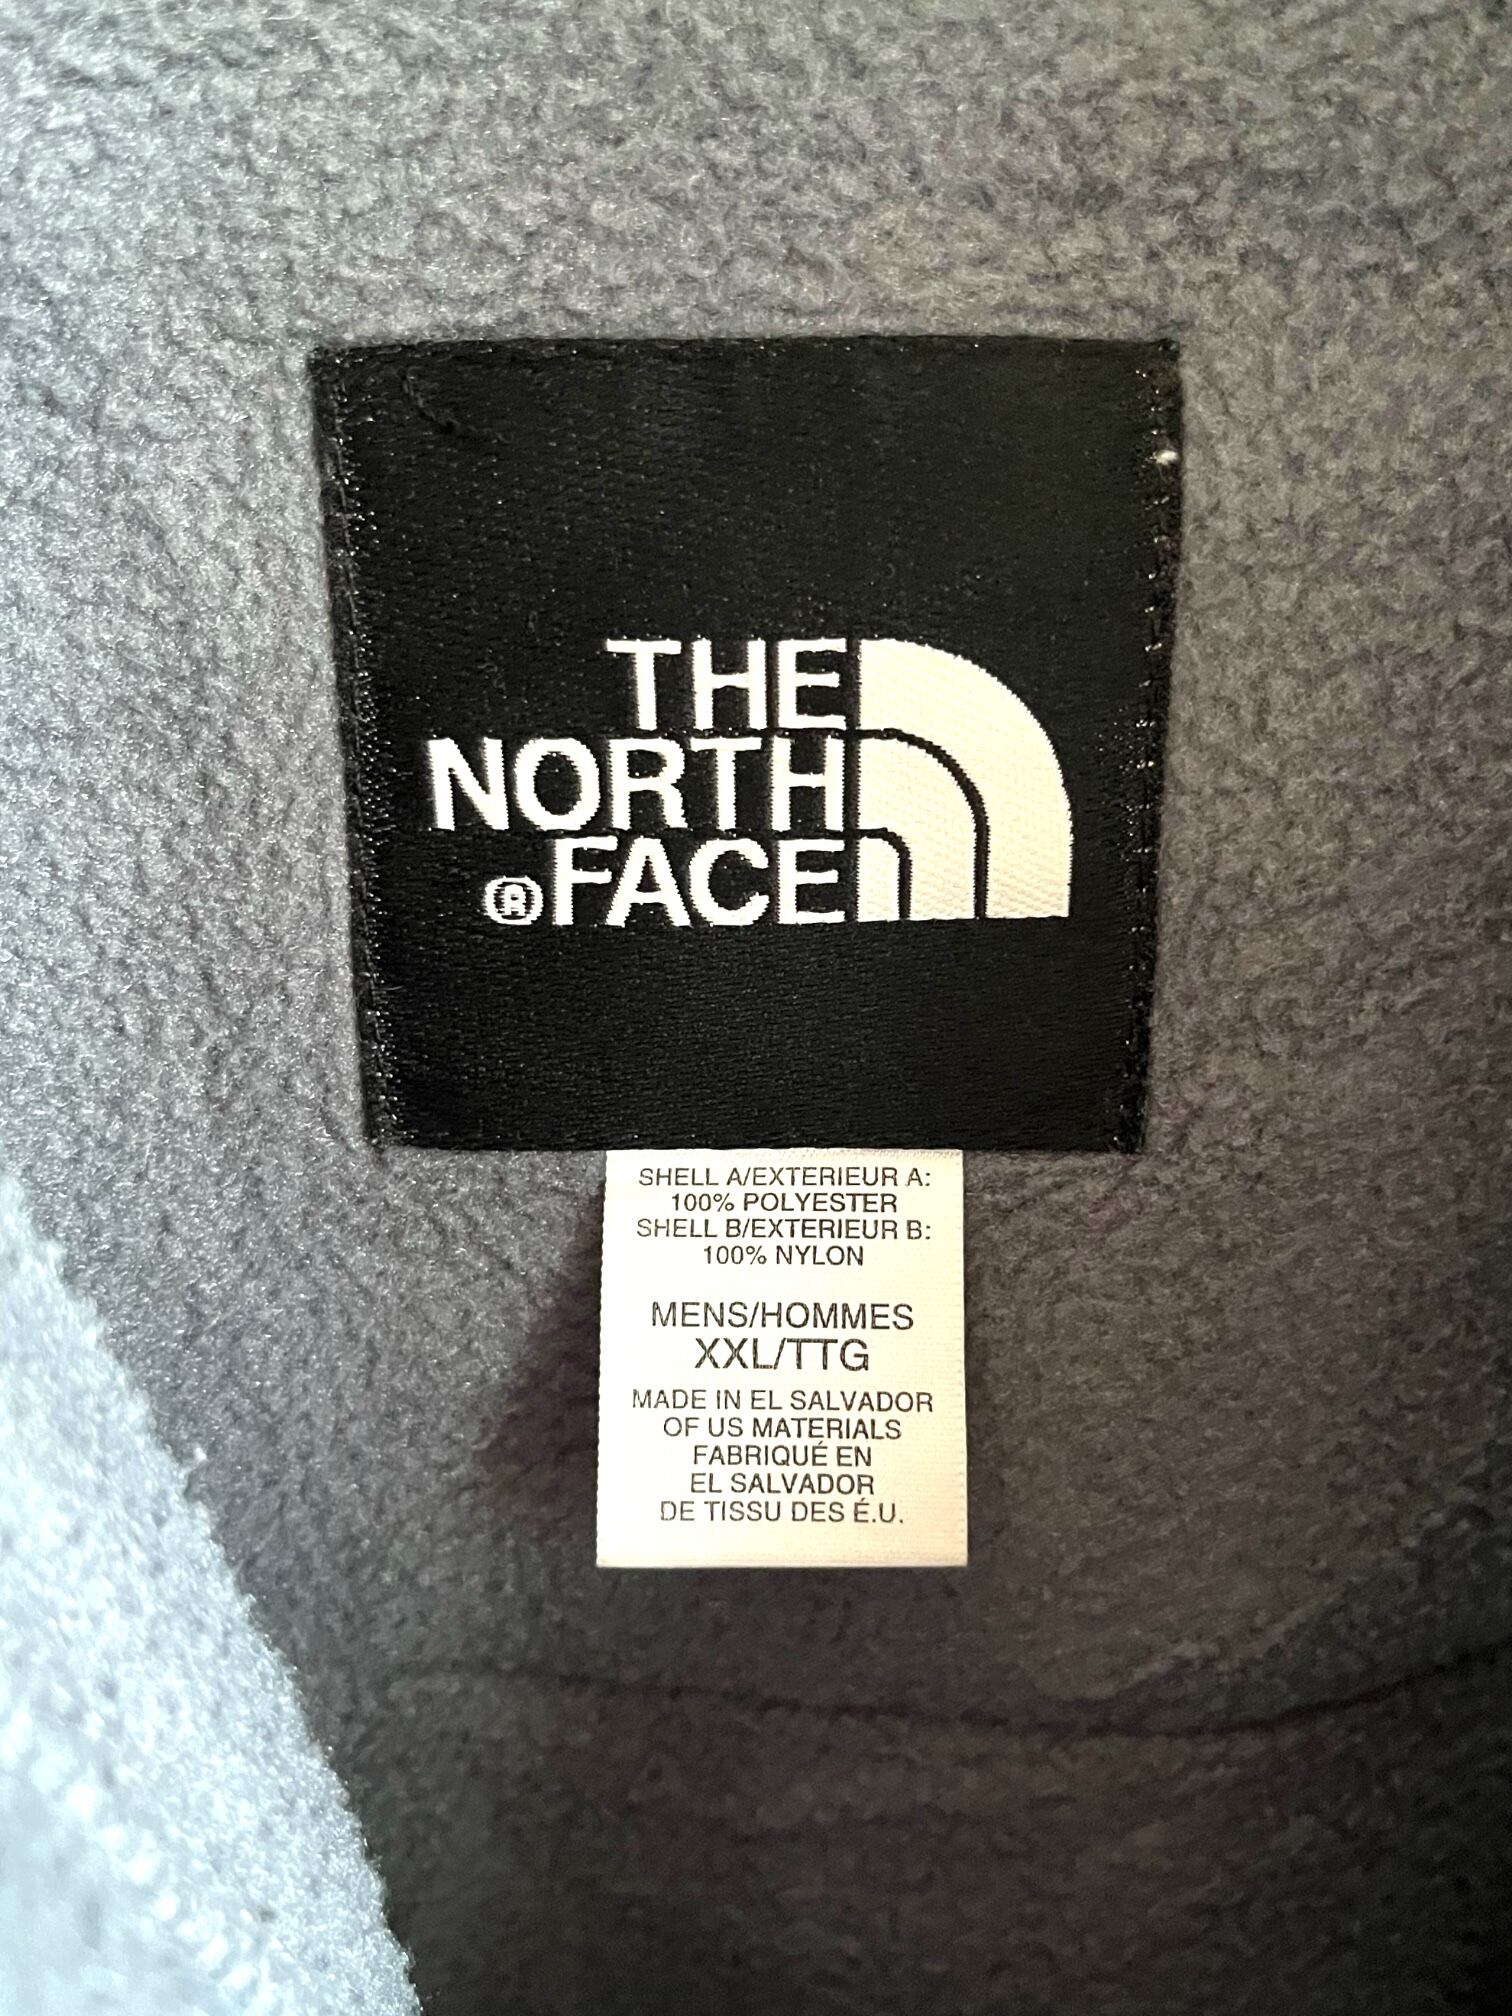 THE
NORTH
®FACE
SHELL A/EXTERIEUR A:
100% POLYESTER
SHELL B/EXTERIEUR B:
100% NYLON
MENS/HOMMES
XXL/TTG
MADE IN EL SALVADOR
OF US MATERIALS
FABRIQUÉ EN
EL SALVADOR
DE TISSU DES É.U.